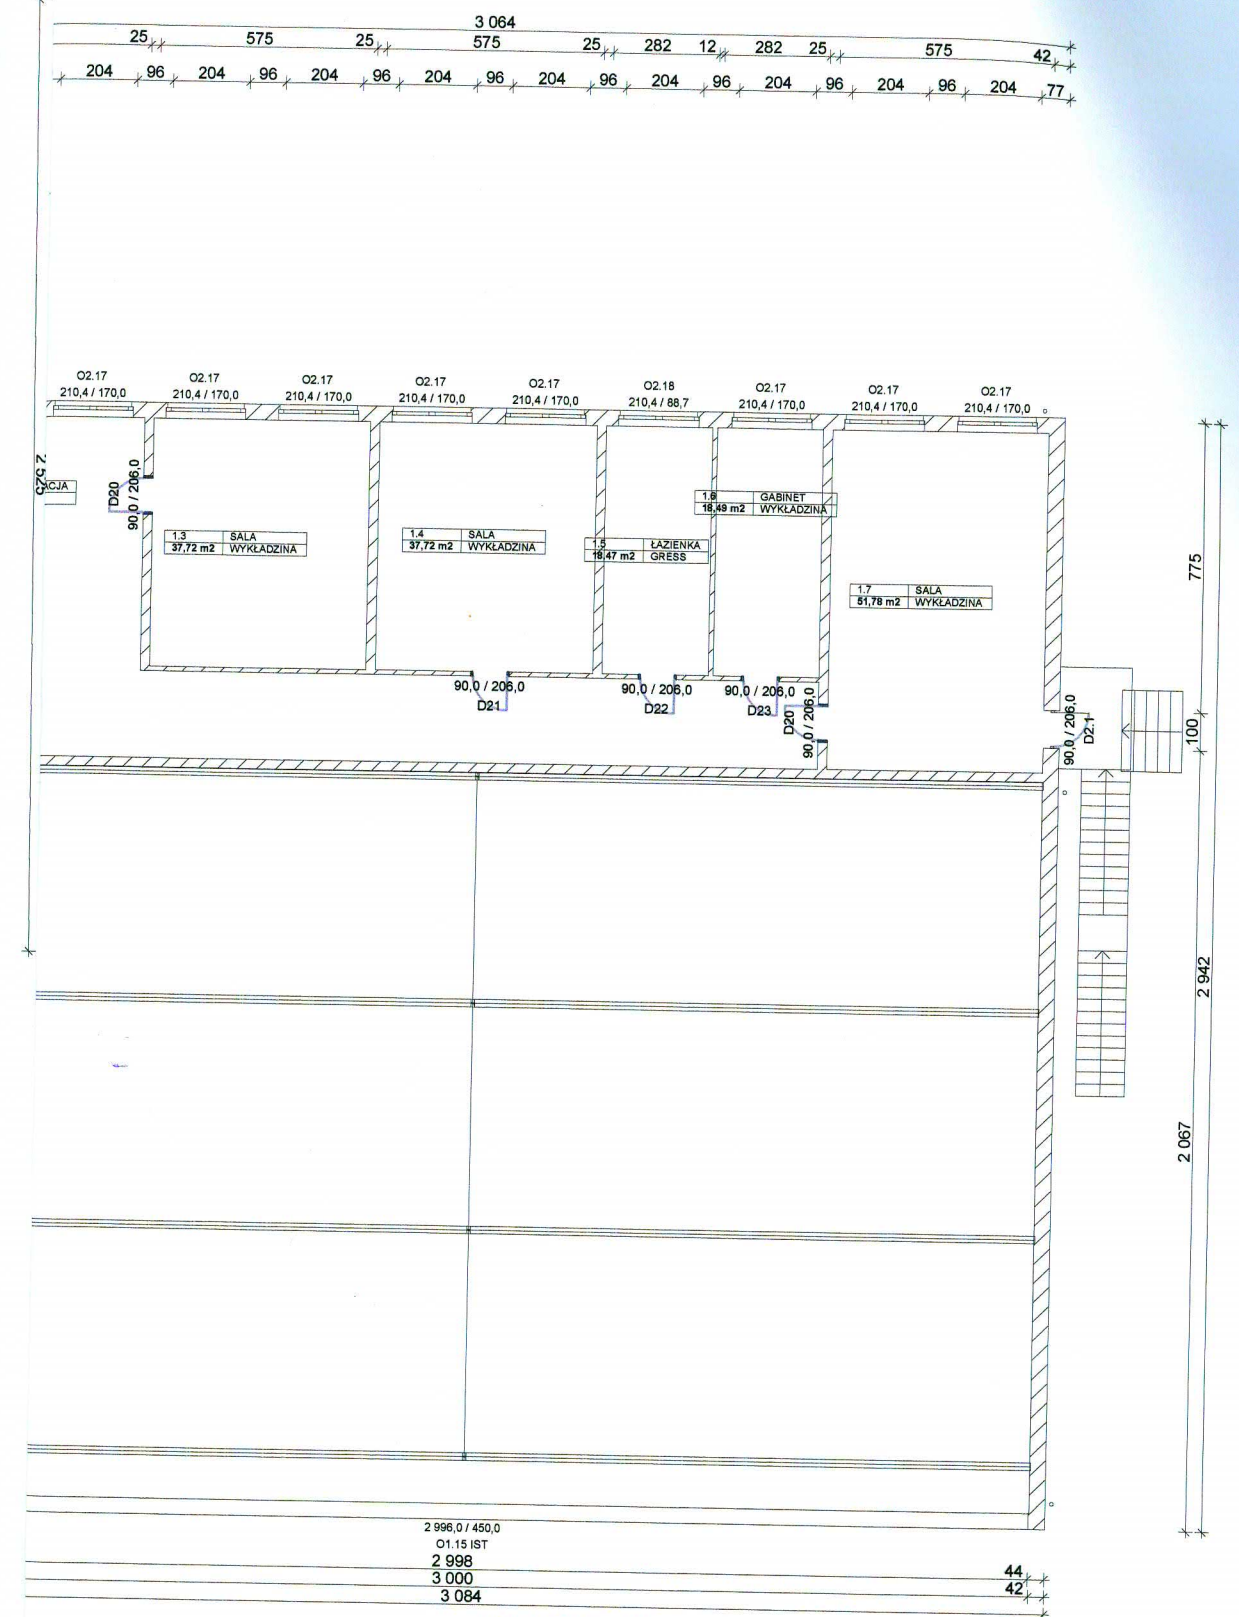 3 064
25 575 25 575 25 282 12 282 25 575 42
204 96 204 96 204 96 204 96 204 96 204 96 204 96 204 96 204 77
O2.17
210,4 / 170,0
O2.17
210,4 / 170,0
O2.17
210,4 / 170,0
O2.17
210,4 / 170,0
O2.17
210,4 / 170,0
O2.18
210,4 / 88,7
O2.17
210,4 / 170,0
O2.17
210,4 / 170,0
O2.17
210,4 / 170,0
2 525
ACJA
D20
90,0 / 206,0
1.3 SALA
37,72 m2 WYKŁADZINA
1.4 SALA
37,72 m2 WYKŁADZINA
1.5 ŁAZIENKA
18,47 m2 GRESS
1.6 GABINET
18,49 m2 WYKŁADZINA
1.7 SALA
51,78 m2 WYKŁADZINA
90,0 / 206,0
D21
90,0 / 206,0
D22
90,0 / 206,0
D23
D20
90,0 / 206,0
90,0 / 206,0
D2.1
775
100
2 942
2 067
2 996,0 / 450,0
O1.15 IST
2 998 44
3 000 42
3 084